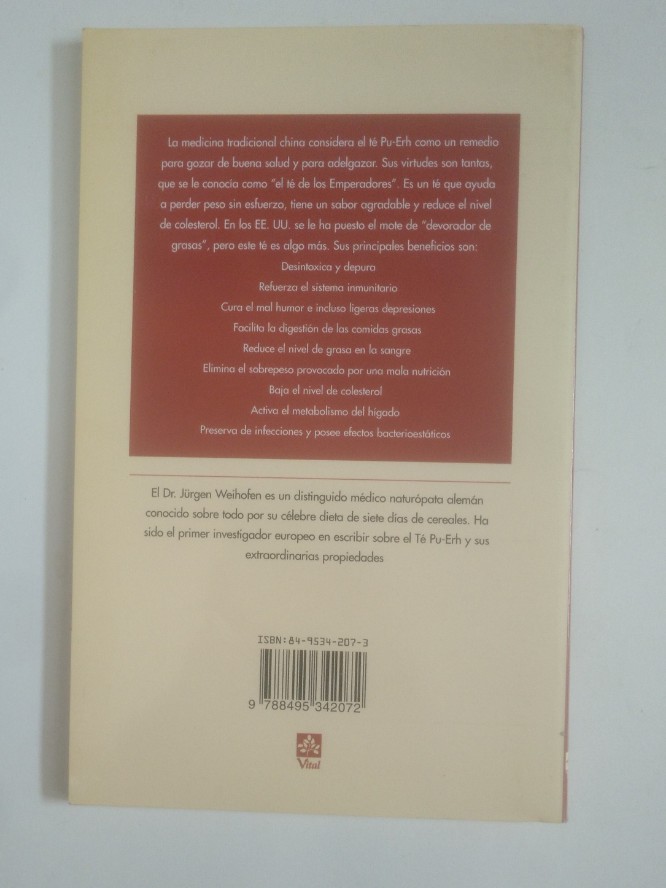 La medicina tradicional china considera el té Pu-Erh como un remedio
para gozar de buena salud y para adelgazar. Sus virtudes son tantas,
que se le conocía como "el té de los Emperadores". Es un té que ayuda
a perder peso sin esfuerzo, tiene un sabor agradable y reduce el nivel
de colesterol. En los EE. UU. se le ha puesto el mote de "devorador de
grasas", pero este té es algo más. Sus principales beneficios son:
Desintoxica y depura
Refuerza el sistema inmunitario
Cura el mal humor e incluso ligeras depresiones
Facilita la digestión de las comidas grasas
Reduce el nivel de grasa en la sangre
Elimina el sobrepeso provocado por una mala nutrición
Baja el nivel de colesterol
Activa el metabolismo del hígado
Preserva de infecciones y posee efectos bacterioestáticos
El Dr. Jürgen Weihofen es un distinguido médico naturópata alemán
conocido sobre todo por su célebre dieta de siete días de cereales. Ha
sido el primer investigador europeo en escribir sobre el Té Pu-Erh y sus
extraordinarias propiedades
ISBN:84-9534-207-3
9 788495 342072
Vital